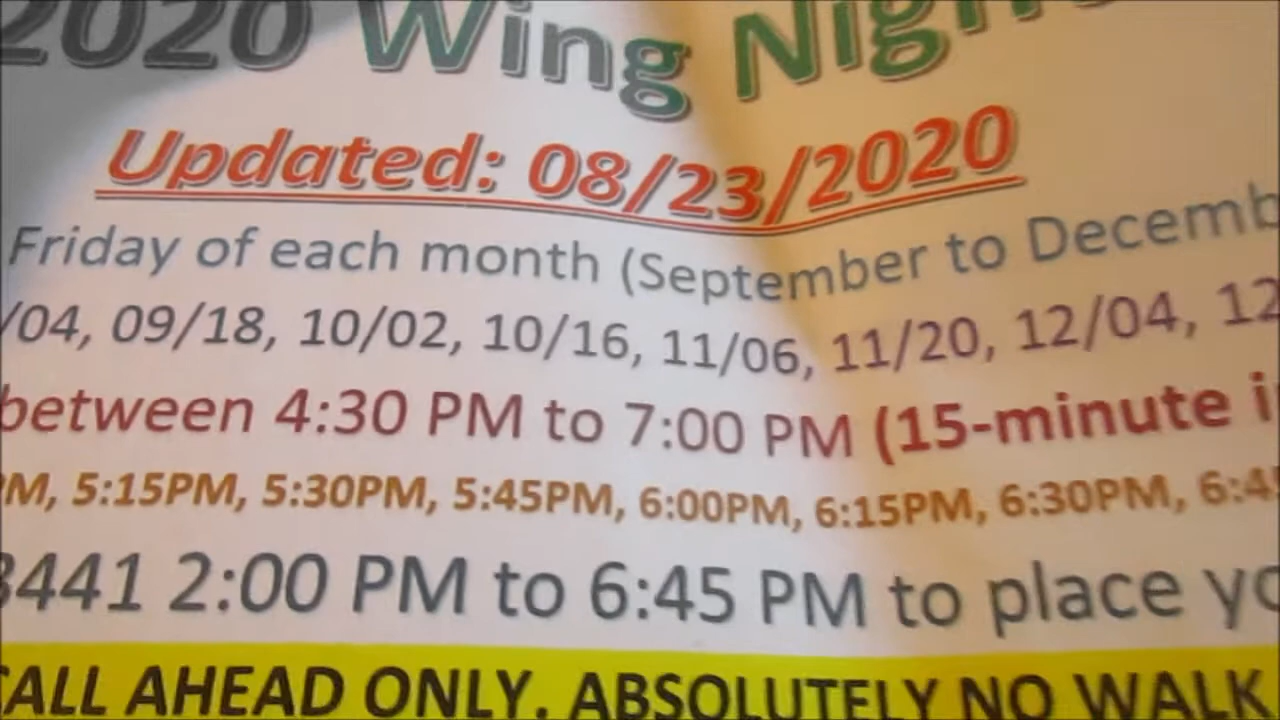 2020 Wing Nigh
Updated: 08/23/2020
Friday of each month (September to Decemb
/04, 09/18, 10/02, 10/16, 11/06, 11/20, 12/04, 12
between 4:30 PM to 7:00 PM (15-minute i
PM, 5:15PM, 5:30PM, 5:45PM, 6:00PM, 6:15PM, 6:30PM, 6:4
3441 2:00 PM to 6:45 PM to place yo
CALL AHEAD ONLY. ABSOLUTELY NO WALK